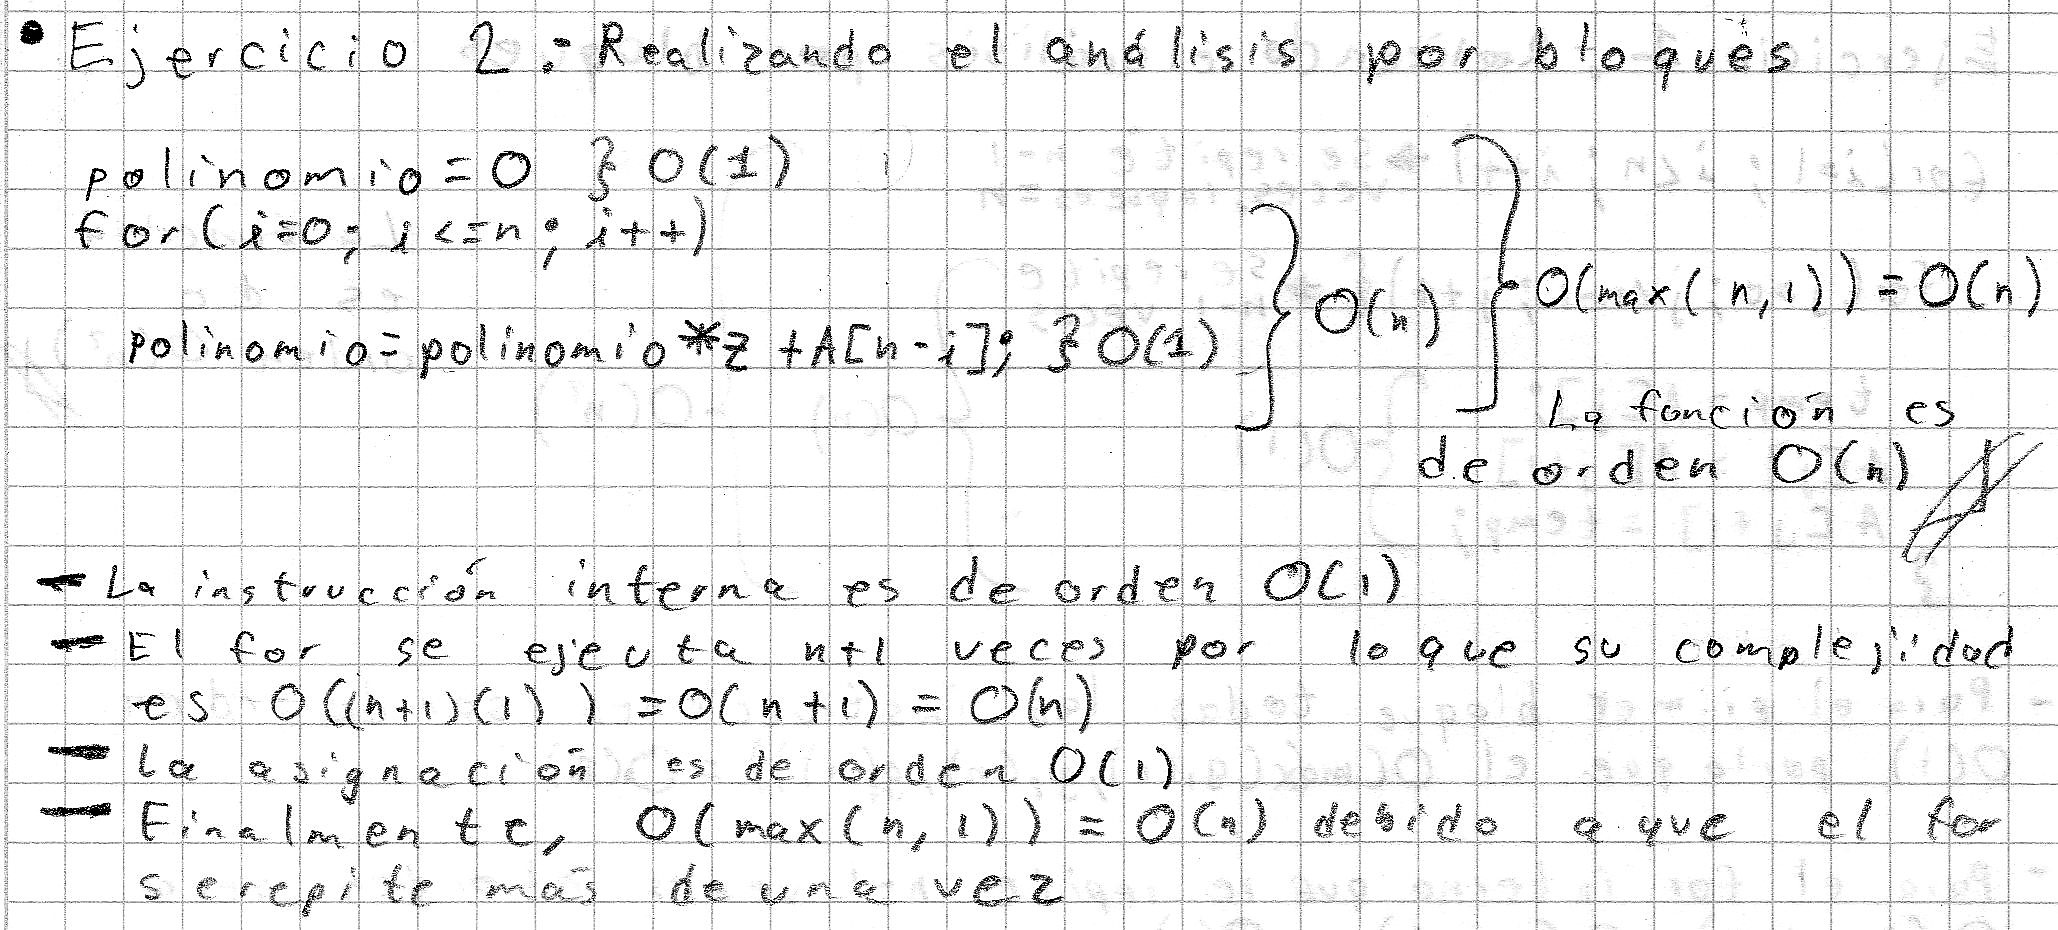 • Ejercicio 2: Realizando el análisis por bloques
polinomio = 0 } O(1)
for(i=0; i<=n; i++)
polinomio = polinomio*z + A[n-i]; } O(1) } O(n) } O(max(n,1)) = O(n)
La función es
de orden O(n)
- La instrucción interna es de orden O(1)
- El for se ejecuta n+1 veces por lo que su complejidad
es O((n+1)(1)) = O(n+1) = O(n)
- La asignación es de orden O(1)
- Finalmente, O(max(n,1)) = O(n) debido a que el for
se repite más de una vez